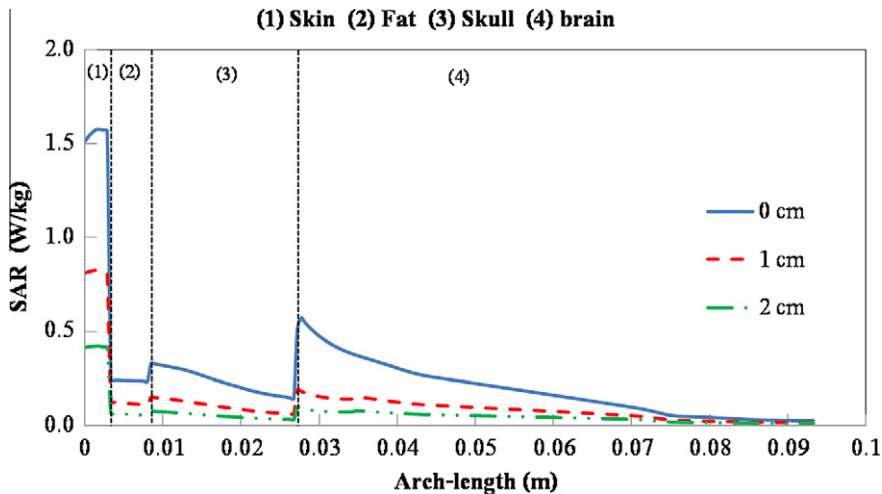 (1) Skin (2) Fat (3) Skull (4) brain
2.0
(1) (2) (3) (4)
1.5
0 cm
1.0
1 cm
2 cm
0.5
0.0
SAR (W/kg)
0 0.01 0.02 0.03 0.04 0.05 0.06 0.07 0.08 0.09 0.1
Arch-length (m)